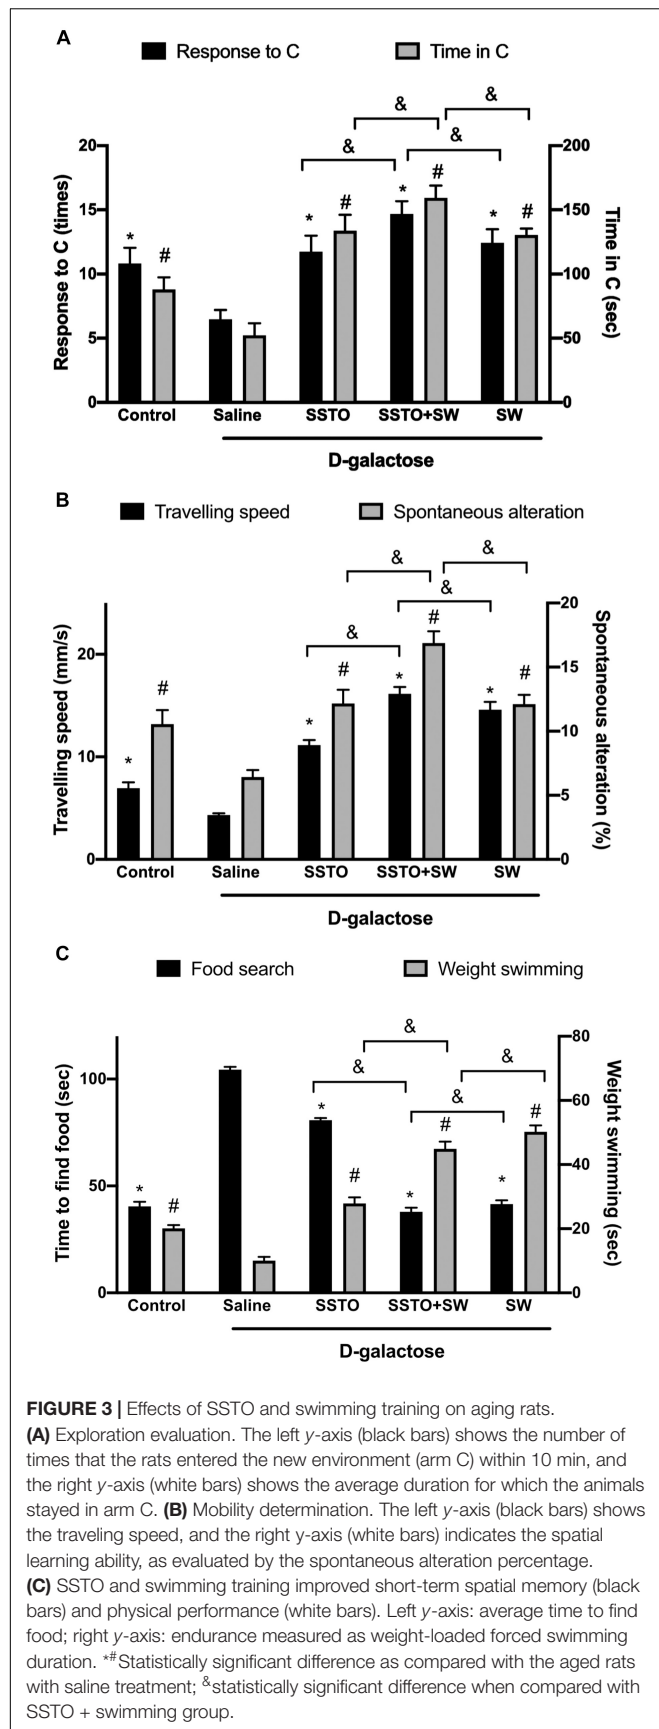 A
Response to C
Time in C
&
&
&
&
20
15
10
5
0
Response to C (times)
200
150
100
50
0
Time in C (sec)
* # * # * # * #
Control Saline SSTO SSTO+SW SW
D-galactose
B
Travelling speed
Spontaneous alteration
&
&
&
&
20
10
0
Travelling speed (mm/s)
20
15
10
5
0
Spontaneous
alteration (%)
* # * # * # * #
Control Saline SSTO SSTO+SW SW
D-galactose
C
Food search
Weight swimming
&
&
&
&
100
50
0
Time to find food (sec)
80
60
40
20
0
Weight swimming
(sec)
* # * # * # * #
Control Saline SSTO SSTO+SW SW
D-galactose
FIGURE 3 | Effects of SSTO and swimming training on aging rats.
(A) Exploration evaluation. The left y-axis (black bars) shows the number of
times that the rats entered the new environment (arm C) within 10 min, and
the right y-axis (white bars) shows the average duration for which the animals
stayed in arm C. (B) Mobility determination. The left y-axis (black bars) shows
the traveling speed, and the right y-axis (white bars) indicates the spatial
learning ability, as evaluated by the spontaneous alteration percentage.
(C) SSTO and swimming training improved short-term spatial memory (black
bars) and physical performance (white bars). Left y-axis: average time to find
food; right y-axis: endurance measured as weight-loaded forced swimming
duration. *#Statistically significant difference as compared with the aged rats
with saline treatment; &statistically significant difference when compared with
SSTO + swimming group.